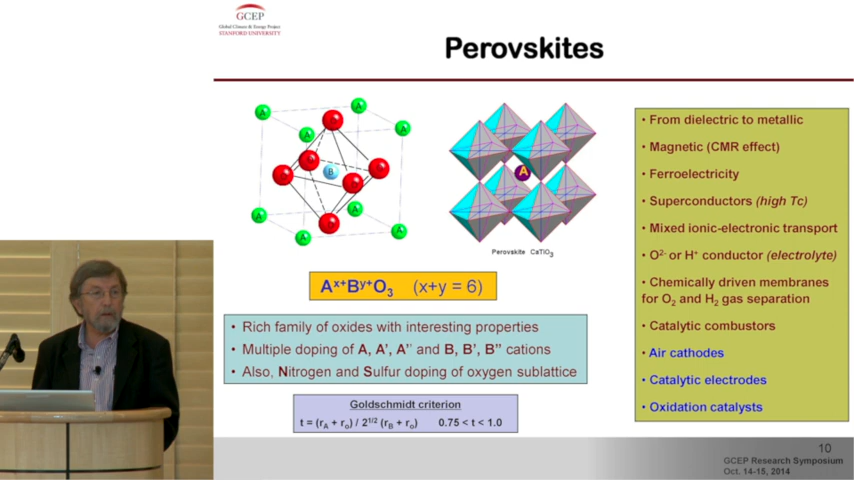 GCEP
Global Climate & Energy Project
STANFORD UNIVERSITY
Perovskites
A
A
A
A
B
A
A
A
A
A
Perovskite CaTiO₃
Aˣ⁺Bʸ⁺O₃ (x+y = 6)
• Rich family of oxides with interesting properties
• Multiple doping of A, A', A'' and B, B', B'' cations
• Also, Nitrogen and Sulfur doping of oxygen sublattice
Goldschmidt criterion
t = (r_A + r_o) / 2^1/2 (r_B + r_o) 0.75 < t < 1.0
• From dielectric to metallic
• Magnetic (CMR effect)
• Ferroelectricity
• Superconductors (high Tc)
• Mixed ionic-electronic transport
• O²⁻ or H⁺ conductor (electrolyte)
• Chemically driven membranes
for O₂ and H₂ gas separation
• Catalytic combustors
• Air cathodes
• Catalytic electrodes
• Oxidation catalysts
10
GCEP Research Symposium
Oct. 14-15, 2014